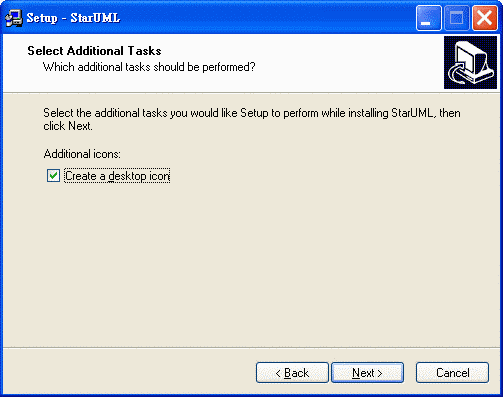 Setup - StarUML
Select Additional Tasks
Which additional tasks should be performed?
Select the additional tasks you would like Setup to perform while installing StarUML, then
click Next.
Additional icons:
Create a desktop icon
< Back
Next >
Cancel